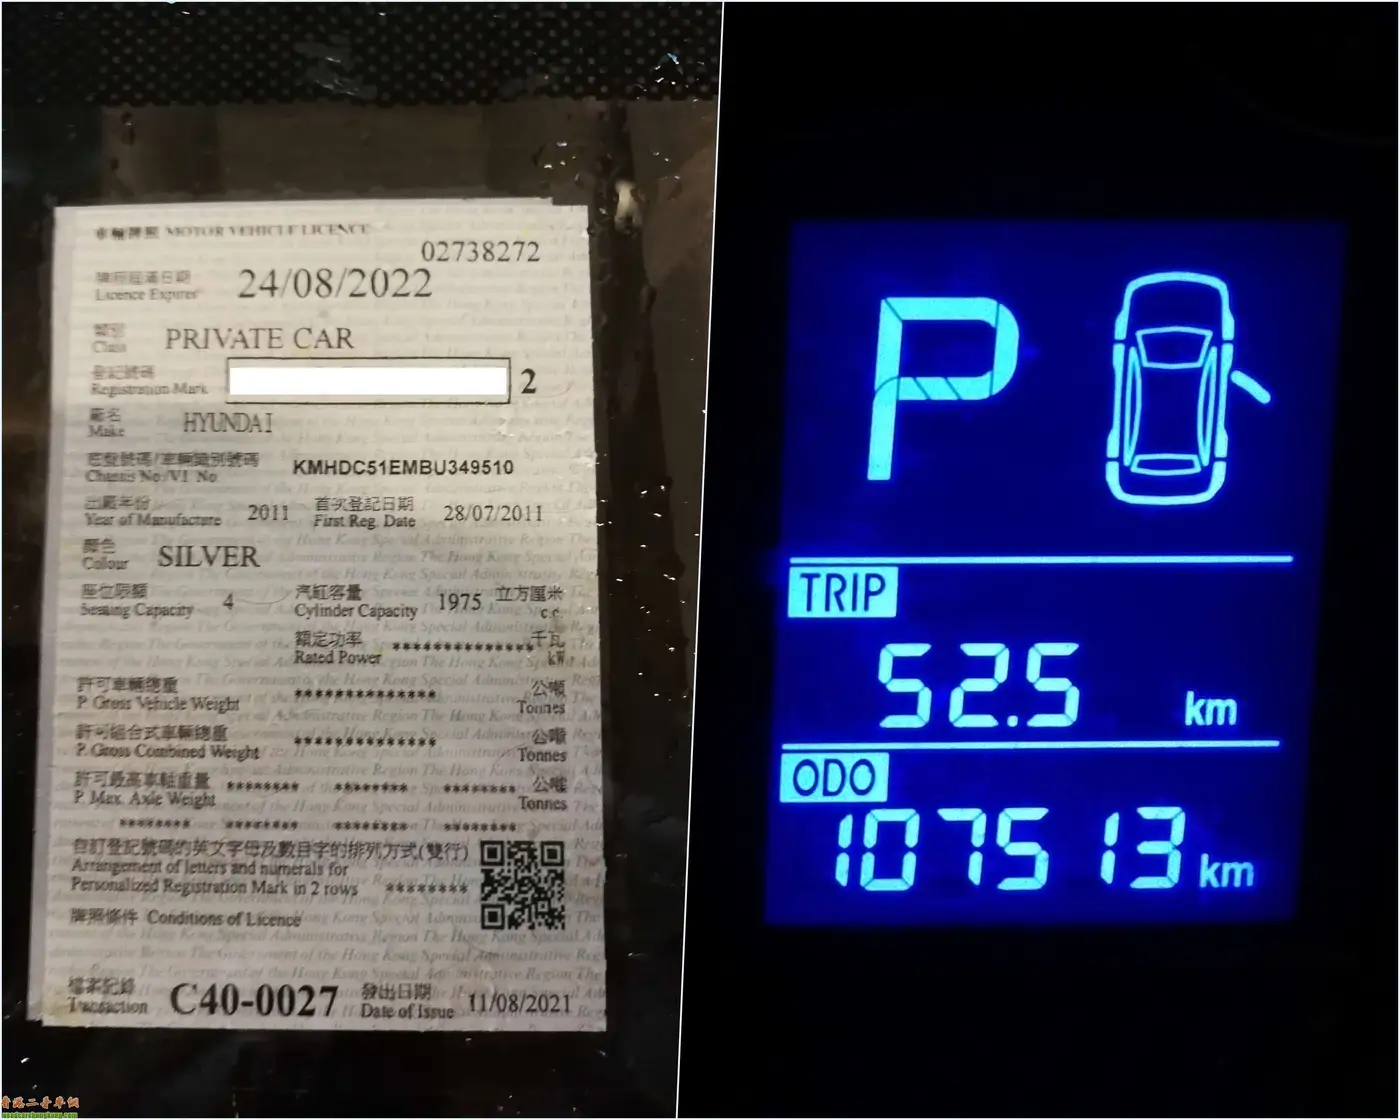 車輛牌照 MOTOR VEHICLE LICENCE
02738272
牌照屆滿日期
Licence Expires
24/08/2022
類別
Class
PRIVATE CAR
登記號碼
Registration Mark
2
廠名
Make
HYUNDAI
底盤號碼/車輛識別號碼
Chassis No./V.I. No.
KMHDC51EMBU349510
出廠年份
Year of Manufacture
2011
首次登記日期
First Reg. Date
28/07/2011
顏色
Colour
SILVER
座位限額
Seating Capacity
4
汽缸容量
Cylinder Capacity
1975
立方厘米
c.c.
額定功率
Rated Power
**************
千瓦
kW
許可車輛總重
P. Gross Vehicle Weight
*************
公噸
Tonnes
許可組合式車輛總重
P. Gross Combined Weight
*************
公噸
Tonnes
許可最高車軸重量
P. Max. Axle Weight
******** ******** ********
公噸
Tonnes
******** ******** ******** ********
自訂登記號碼的英文字母及數目字的排列方式(雙行)
Arrangement of letters and numerals for
Personalized Registration Mark in 2 rows ********
牌照條件 Conditions of Licence
檔案記錄
Transaction
C40-0027
發出日期
Date of Issue
11/08/2021
P
TRIP
52.5 km
ODO
107513 km
香港二手車網